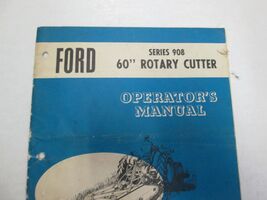 FORD
SERIES 908
60" ROTARY CUTTER
OPERATOR'S
MANUAL